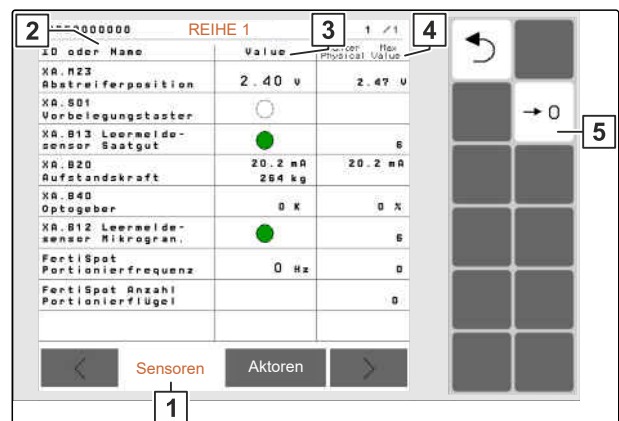 2
REIHE 1
3
1 /1
4
ID oder Name
Value
Max
Physical Value
XA.M23
Abstreiferposition
2.40 V
2.47 V
XA.S01
Vorbelegungstaster
XA.B13 Leermelde-
sensor Saatgut
6
XA.B20
Aufstandskraft
20.2 mA
264 kg
20.2 mA
XA.B40
Optogeber
0 K
0 %
XA.B12 Leermelde-
sensor Mikrogran.
6
FertiSpot
Portionierfrequenz
0 Hz
0
FertiSpot Anzahl
Portionierflügel
0
Sensoren
Aktoren
1
→ 0
5